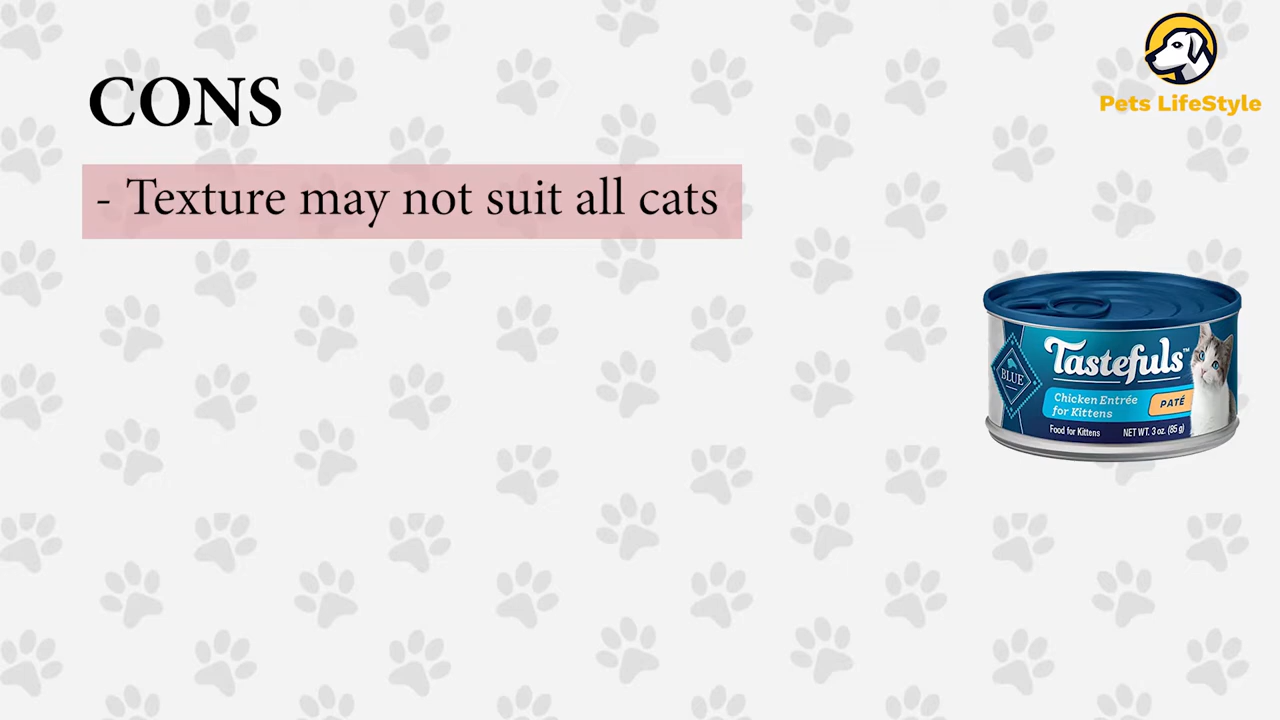 CONS
- Texture may not suit all cats
Pets LifeStyle
BLUE
Tastefuls™
Chicken Entrée
for Kittens
PATÉ
Food for Kittens
NET WT. 3 oz. (85 g)